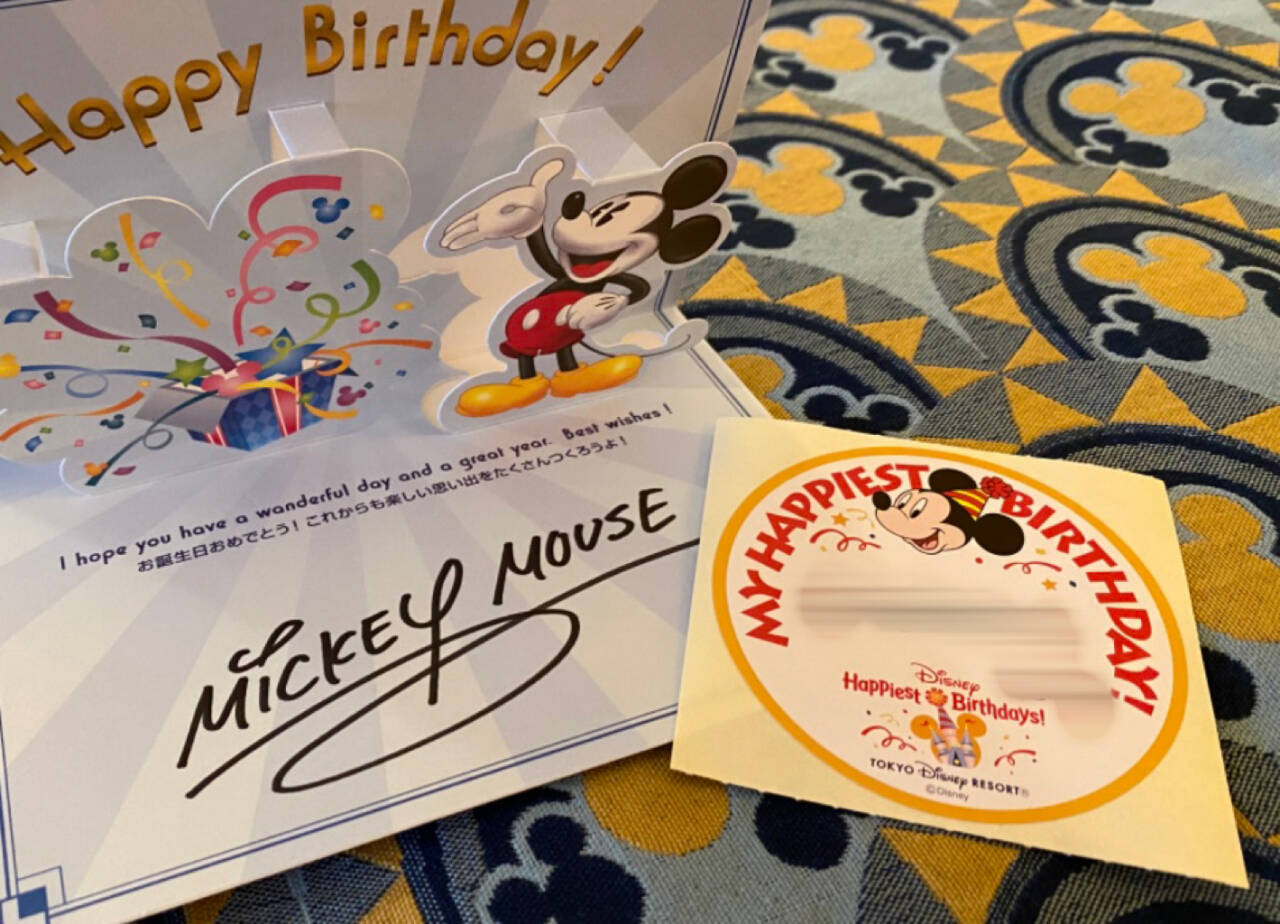 Happy Birthday!
I hope you have a wanderful day and a great year. Best wishes!
お誕生日おめでとう！これからも楽しい思い出をたくさんつくろうよ！
MICKEY MOUSE
MY HAPPIEST BIRTHDAY!
Disney
Happiest Birthdays!
TOKYO Disney RESORT®
©Disney